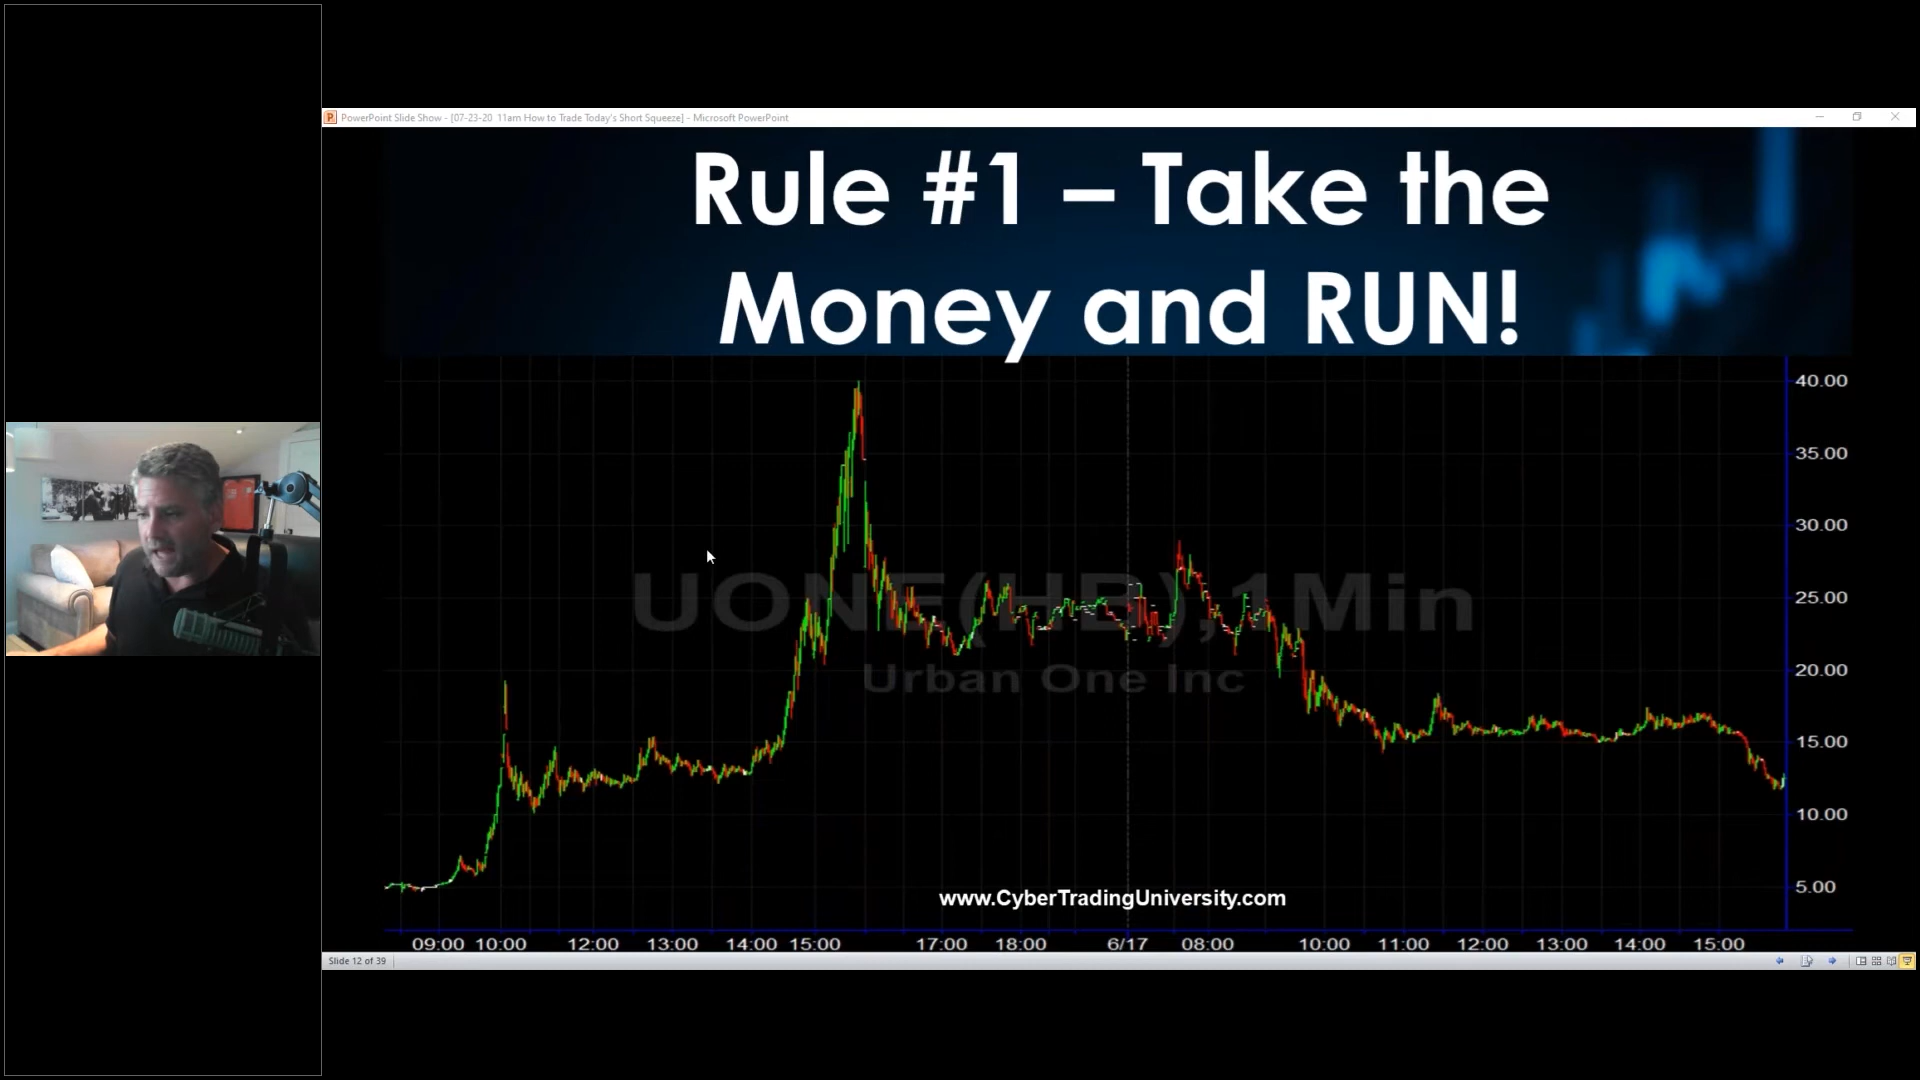 PowerPoint Slide Show - [07-23-20 11am How to Trade Today's Short Squeeze] - Microsoft PowerPoint
Rule #1 – Take the
Money and RUN!
40.00
35.00
30.00
25.00
20.00
15.00
10.00
5.00
UONE(HB),1Min
Urban One Inc
www.CyberTradingUniversity.com
09:00 10:00 12:00 13:00 14:00 15:00 17:00 18:00 6/17 08:00 10:00 11:00 12:00 13:00 14:00 15:00
Slide 12 of 39